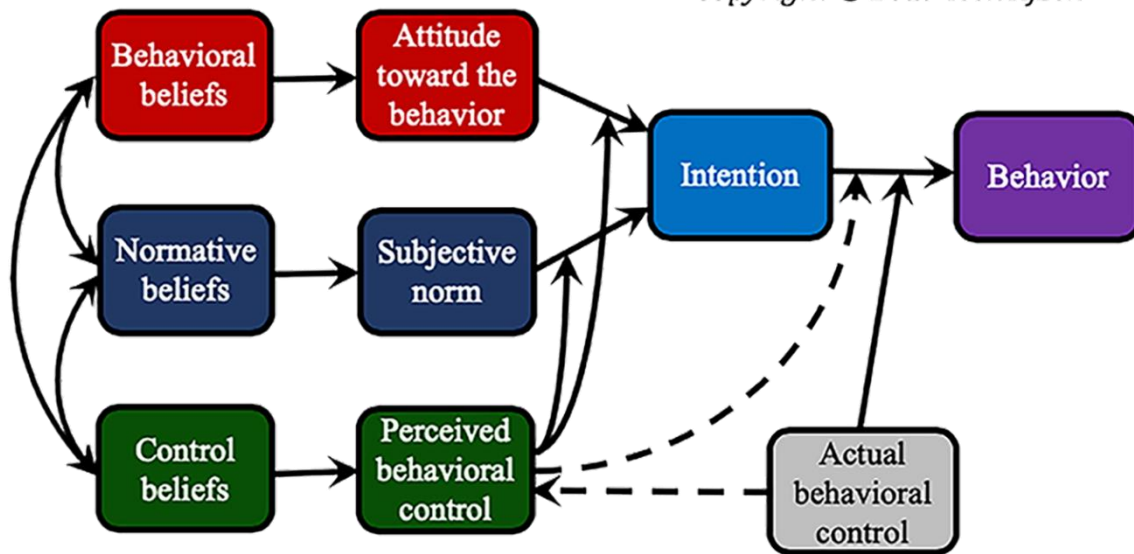 Behavioral
beliefs
Attitude
toward the
behavior
Intention
Behavior
Normative
beliefs
Subjective
norm
Control
beliefs
Perceived
behavioral
control
Actual
behavioral
control